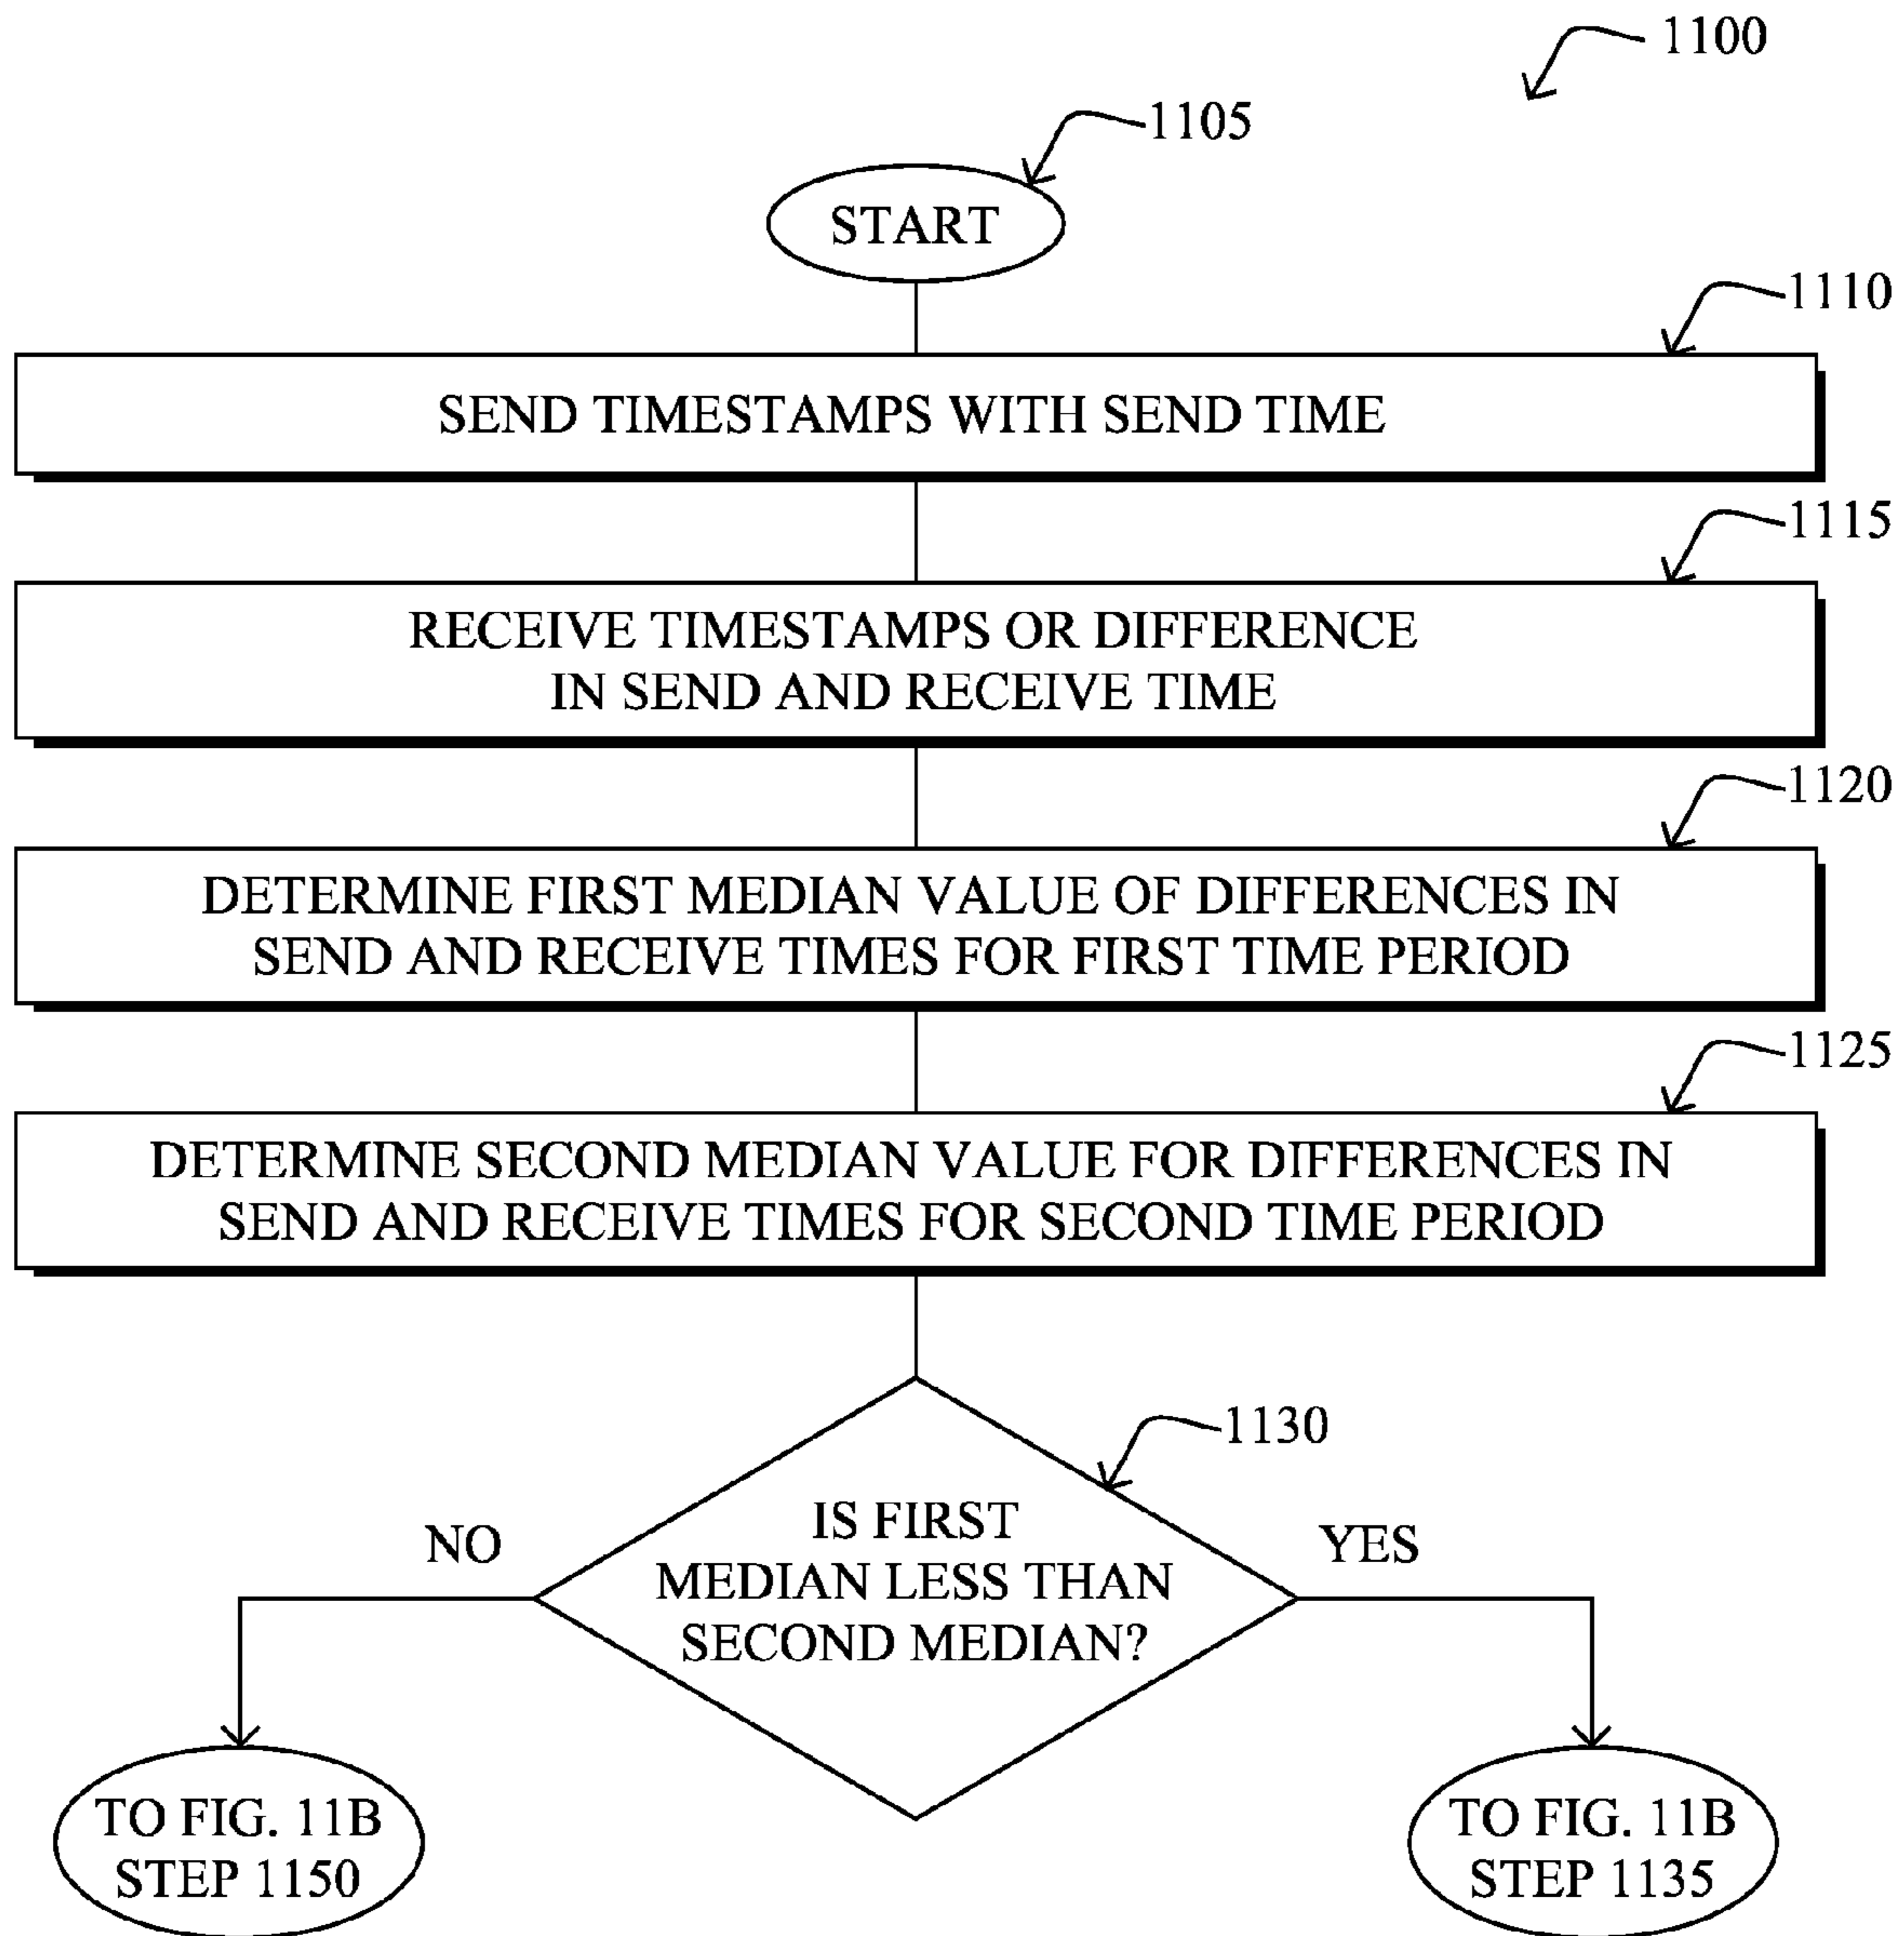 1100
1105
START
1110
SEND TIMESTAMPS WITH SEND TIME
1115
RECEIVE TIMESTAMPS OR DIFFERENCE
IN SEND AND RECEIVE TIME
1120
DETERMINE FIRST MEDIAN VALUE OF DIFFERENCES IN
SEND AND RECEIVE TIMES FOR FIRST TIME PERIOD
1125
DETERMINE SECOND MEDIAN VALUE FOR DIFFERENCES IN
SEND AND RECEIVE TIMES FOR SECOND TIME PERIOD
1130
IS FIRST
MEDIAN LESS THAN
SECOND MEDIAN?
NO
YES
TO FIG. 11B
STEP 1150
TO FIG. 11B
STEP 1135